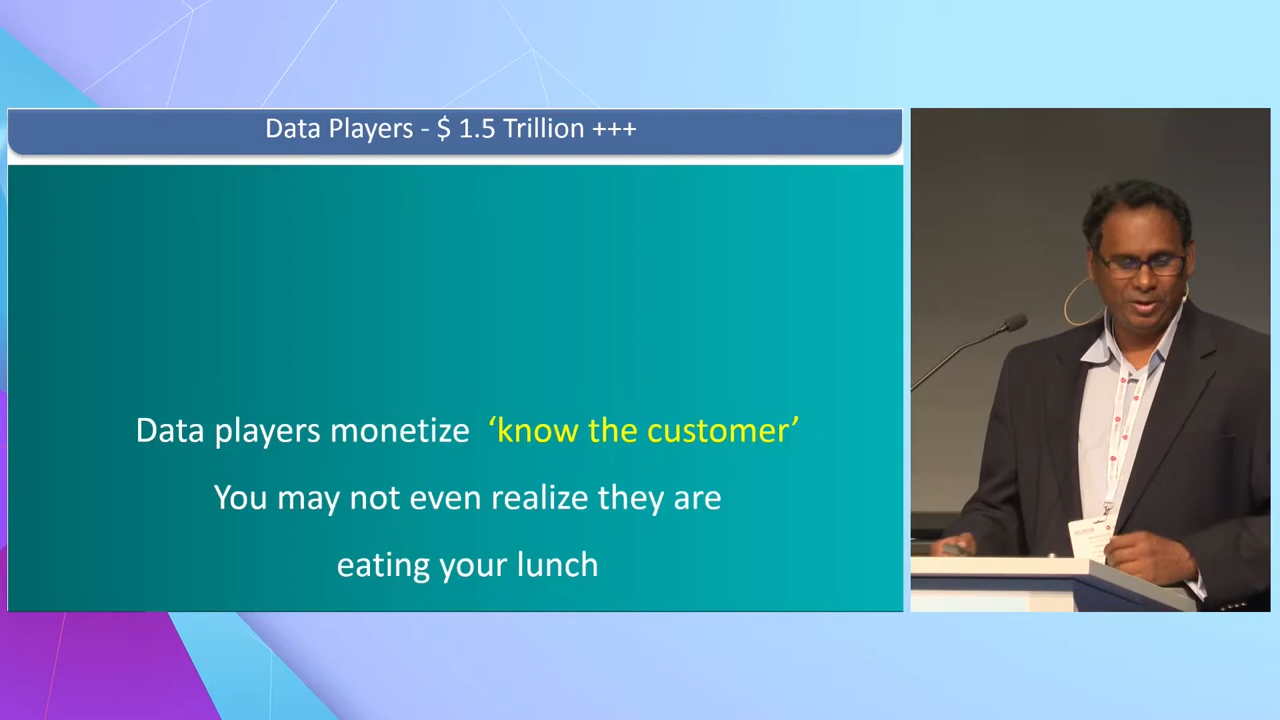 Data Players - $ 1.5 Trillion +++
Data players monetize ‘know the customer’
You may not even realize they are
eating your lunch